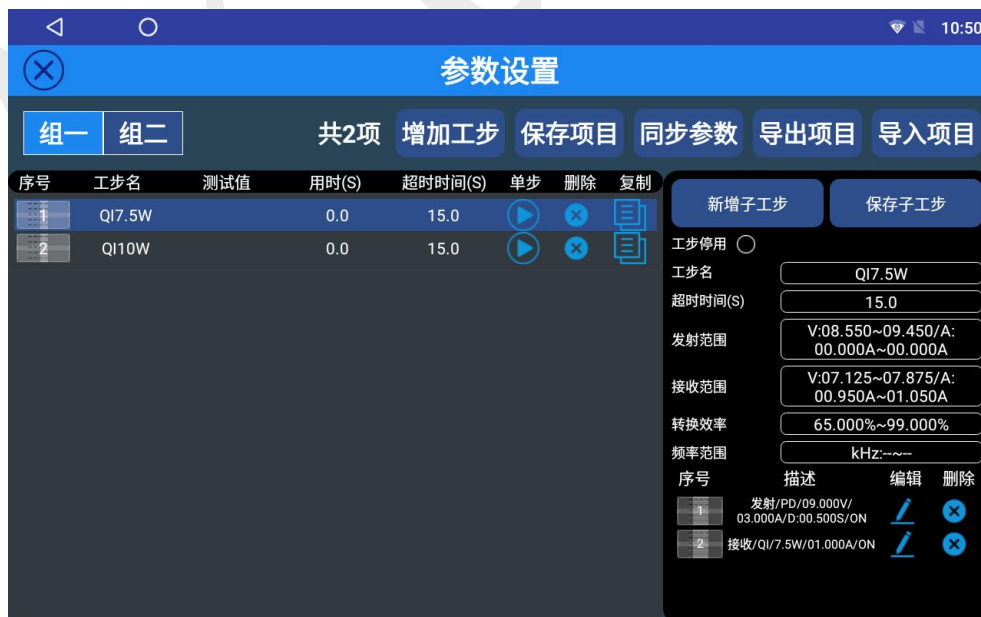 10:50
参数设置
组一 组二 共2项 增加工步 保存项目 同步参数 导出项目 导入项目
序号 工步名 测试值 用时(S) 超时时间(S) 单步 删除 复制
1 QI7.5W 0.0 15.0
2 QI10W 0.0 15.0
新增子工步 保存子工步
工步停用
工步名 QI7.5W
超时时间(S) 15.0
发射范围 V:08.550~09.450/A:
00.000A~00.000A
接收范围 V:07.125~07.875/A:
00.950A~01.050A
转换效率 65.000%~99.000%
频率范围 kHz:--~--
序号 描述 编辑 删除
1 发射/PD/09.000V/
03.000A/D:00.500S/ON
2 接收/QI/7.5W/01.000A/ON